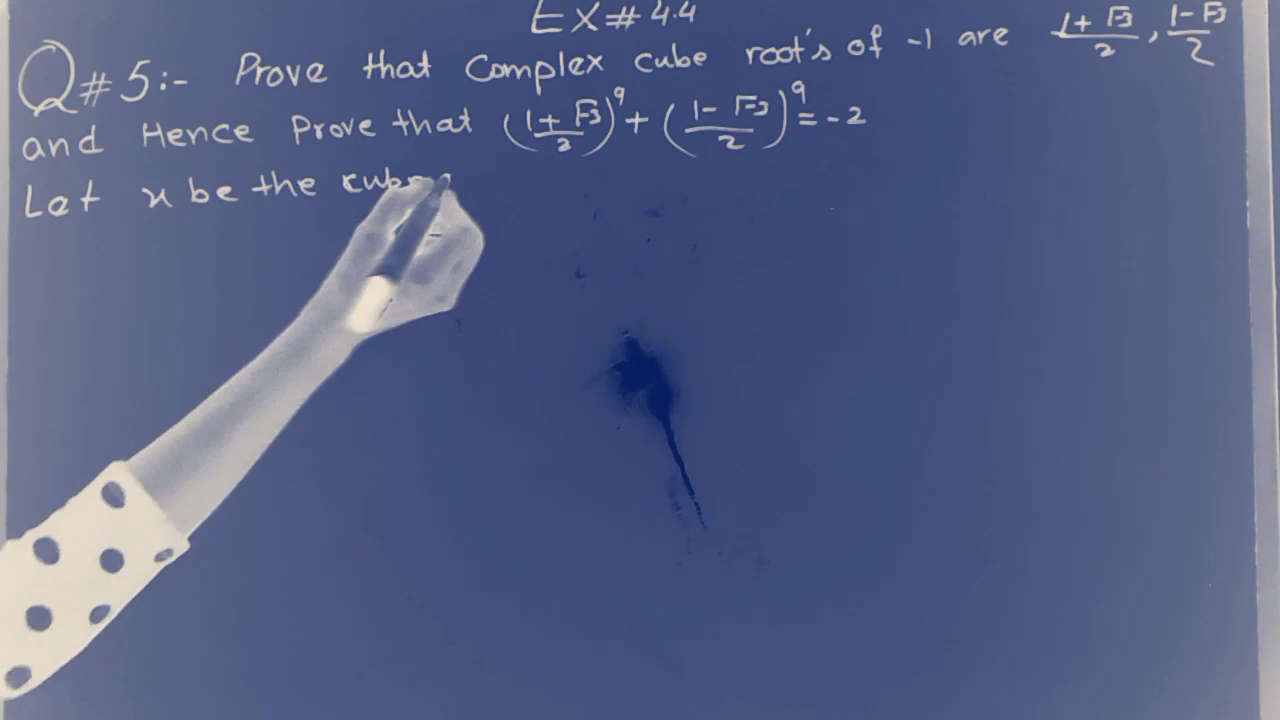 EX# 4.4
Q#5:- Prove that Complex cube root's of -1 are (1+√-3)/2, (1-√-3)/2
and Hence Prove that ((1+√-3)/2)^9 + ((1-√-3)/2)^9 = -2
Let x be the cube